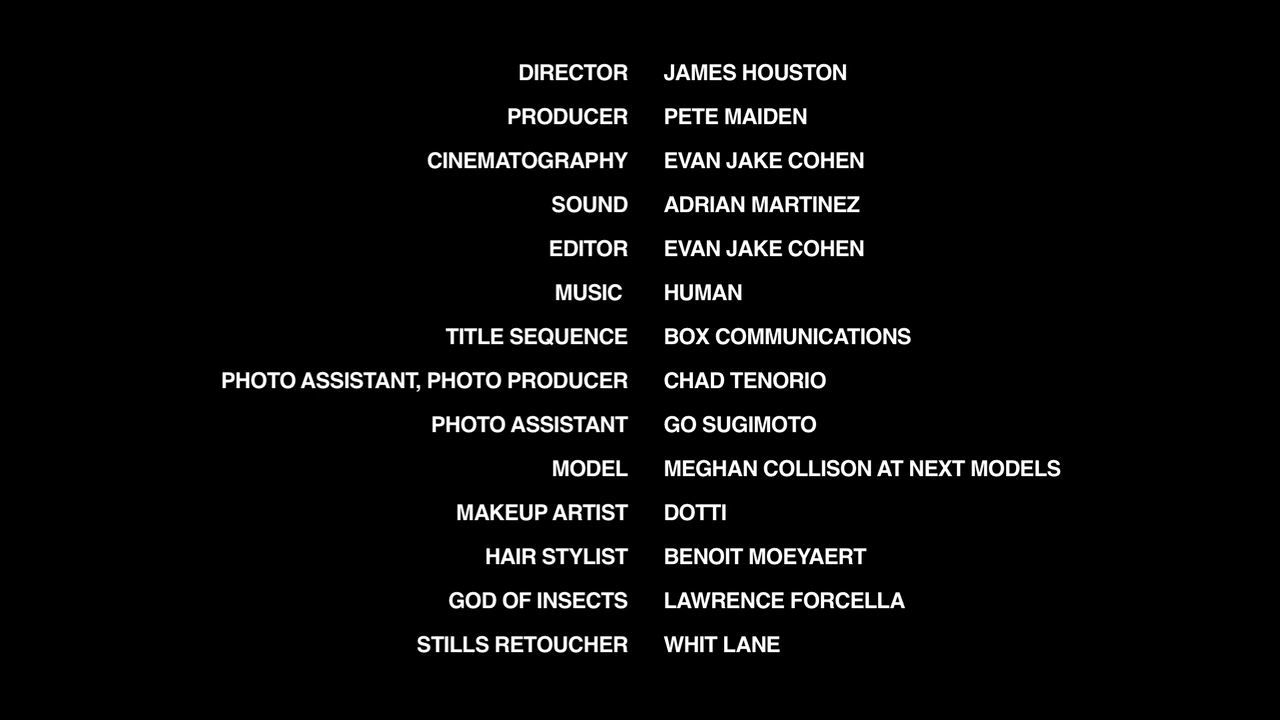 DIRECTOR JAMES HOUSTON
PRODUCER PETE MAIDEN
CINEMATOGRAPHY EVAN JAKE COHEN
SOUND ADRIAN MARTINEZ
EDITOR EVAN JAKE COHEN
MUSIC HUMAN
TITLE SEQUENCE BOX COMMUNICATIONS
PHOTO ASSISTANT, PHOTO PRODUCER CHAD TENORIO
PHOTO ASSISTANT GO SUGIMOTO
MODEL MEGHAN COLLISON AT NEXT MODELS
MAKEUP ARTIST DOTTI
HAIR STYLIST BENOIT MOEYAERT
GOD OF INSECTS LAWRENCE FORCELLA
STILLS RETOUCHER WHIT LANE